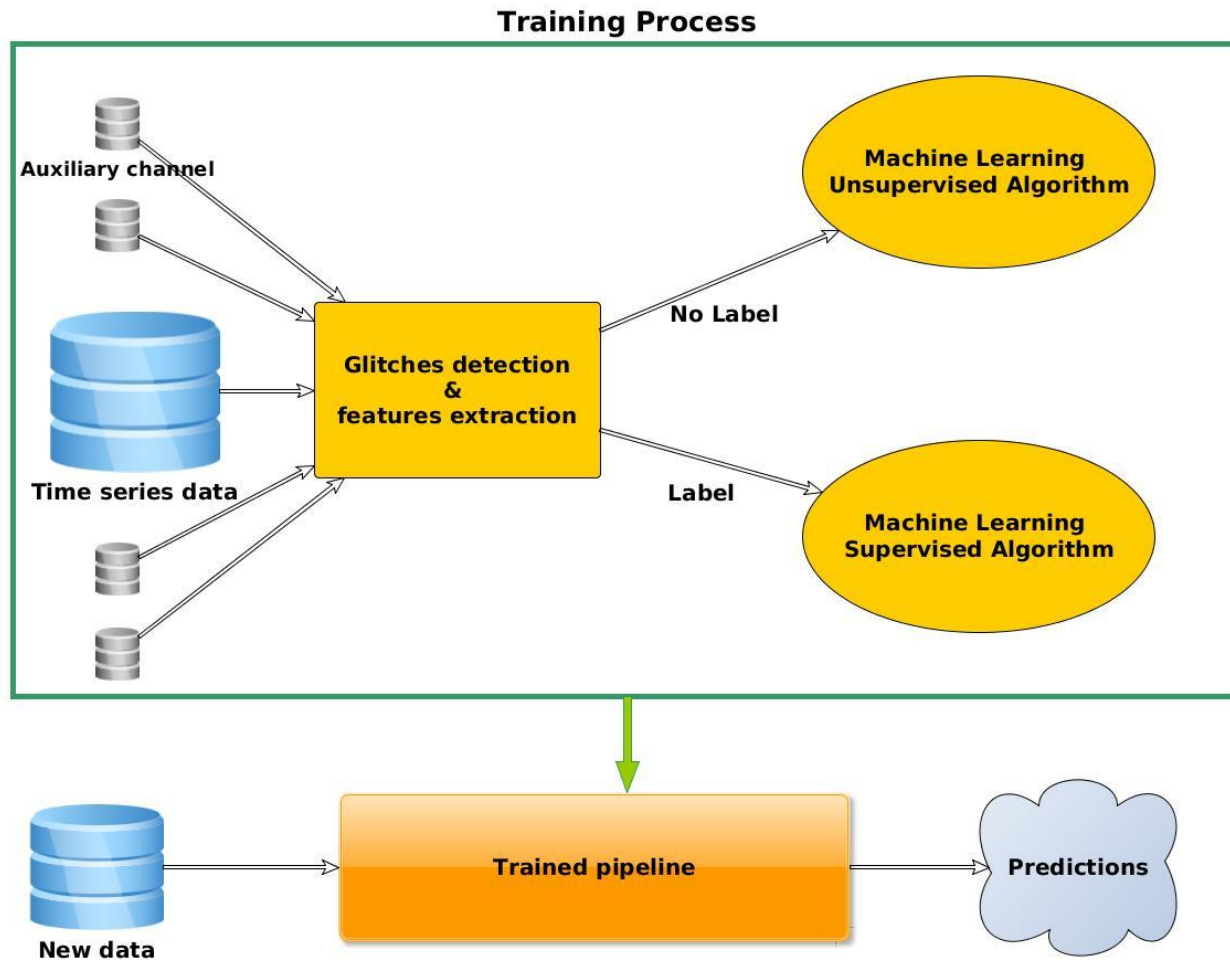 Training Process
Auxiliary channel
Machine Learning
Unsupervised Algorithm
No Label
Glitches detection
&
features extraction
Time series data
Label
Machine Learning
Supervised Algorithm
Trained pipeline
Predictions
New data